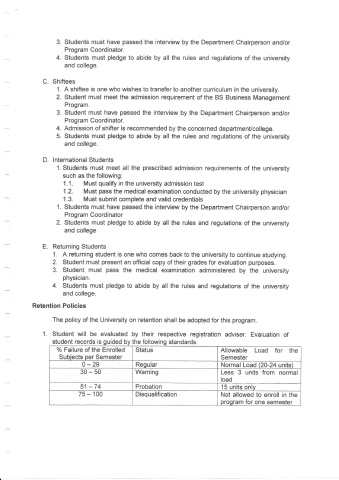 3. Students must have passed the interview by the Department Chairperson and/or
Program Coordinator.
4. Students must pledge to abide by all the rules and regulations of the university
and college.
C. Shiftees
1. A shiftee is one who wishes to transfer to another curriculum in the university.
2. Student must meet the admission requirement of the BS Business Management
Program.
3. Student must have passed the interview by the Department Chairperson and/or
Program Coordinator.
4. Admission of shifter is recommended by the concerned department/college.
5. Students must pledge to abide by all the rules and regulations of the university
and college.
D. International Students
1. Students must meet all the prescribed admission requirements of the university
such as the following:
1.1. Must qualify in the university admission test
1.2. Must pass the medical examination conducted by the university physician
1.3. Must submit complete and valid credentials
1. Students must have passed the interview by the Department Chairperson and/or
Program Coordinator
2. Students must pledge to abide by all the rules and regulations of the university
and college
E. Returning Students
1. A returning student is one who comes back to the university to continue studying.
2. Student must present an official copy of their grades for evaluation purposes.
3. Student must pass the medical examination administered by the university
physician.
4. Students must pledge to abide by all the rules and regulations of the university
and college.
Retention Policies
The policy of the University on retention shall be adopted for this program.
1. Student will be evaluated by their respective registration adviser. Evaluation of
student records is guided by the following standards.
% Failure of the Enrolled Subjects per Semester | Status | Allowable Load for the Semester
0 – 29 | Regular | Normal Load (20-24 units)
30 – 50 | Warning | Less 3 units from normal load
51 – 74 | Probation | 15 units only
75 – 100 | Disqualification | Not allowed to enroll in the program for one semester